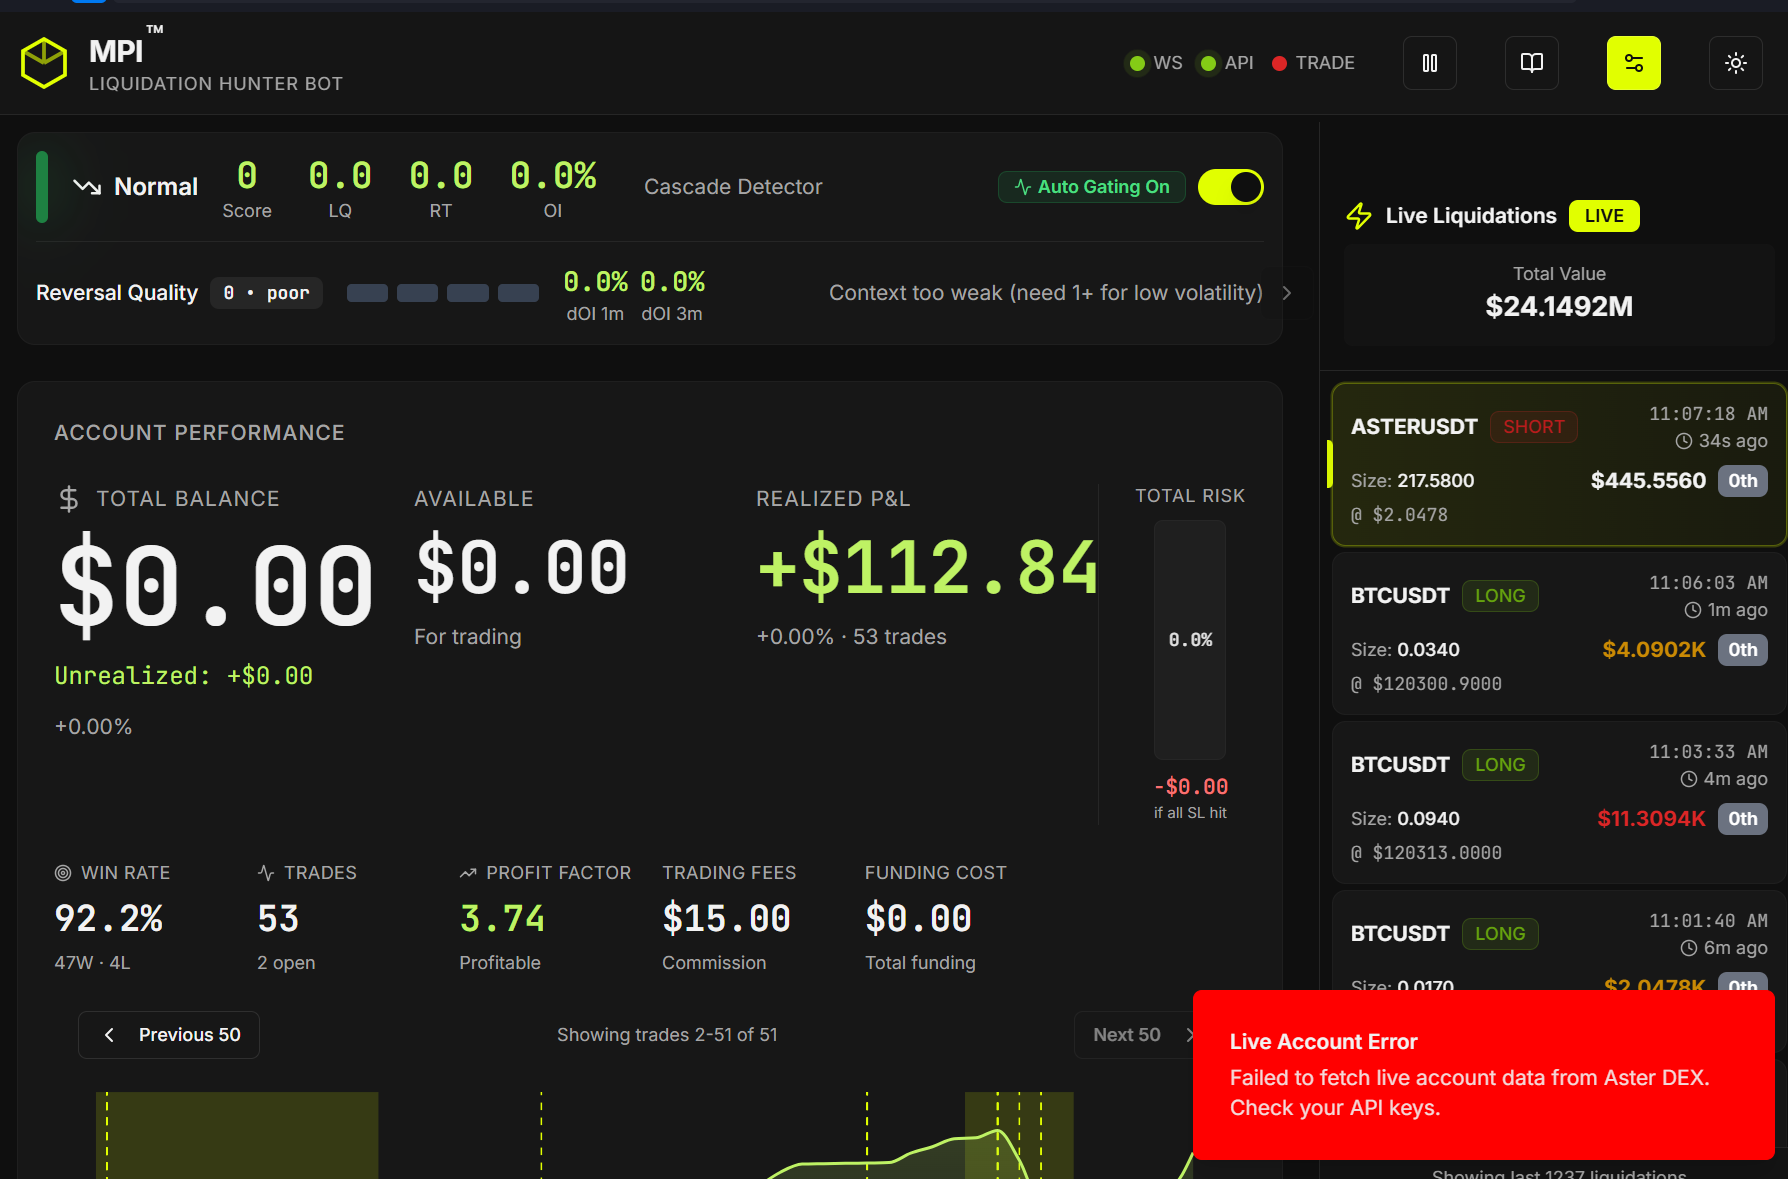 MPI™
LIQUIDATION HUNTER BOT
WS API TRADE
Normal
0
Score
0.0
LQ
0.0
RT
0.0%
OI
Cascade Detector
Auto Gating On
Reversal Quality
0 • poor
0.0%
dOI 1m
0.0%
dOI 3m
Context too weak (need 1+ for low volatility)
ACCOUNT PERFORMANCE
TOTAL BALANCE
$0.00
Unrealized: +$0.00
+0.00%
AVAILABLE
$0.00
For trading
REALIZED P&L
+$112.84
+0.00% · 53 trades
TOTAL RISK
0.0%
-$0.00
if all SL hit
WIN RATE
92.2%
47W · 4L
TRADES
53
2 open
PROFIT FACTOR
3.74
Profitable
TRADING FEES
$15.00
Commission
FUNDING COST
$0.00
Total funding
Previous 50
Showing trades 2-51 of 51
Next 50
Live Liquidations LIVE
Total Value
$24.1492M
ASTERUSDT SHORT
11:07:18 AM
34s ago
Size: 217.5800
$445.5560 0th
@ $2.0478
BTCUSDT LONG
11:06:03 AM
1m ago
Size: 0.0340
$4.0902K 0th
@ $120300.9000
BTCUSDT LONG
11:03:33 AM
4m ago
Size: 0.0940
$11.3094K 0th
@ $120313.0000
BTCUSDT LONG
11:01:40 AM
6m ago
Size: 0.0170
$2.0478K 0th
Live Account Error
Failed to fetch live account data from Aster DEX.
Check your API keys.
Showing last 1237 liquidations